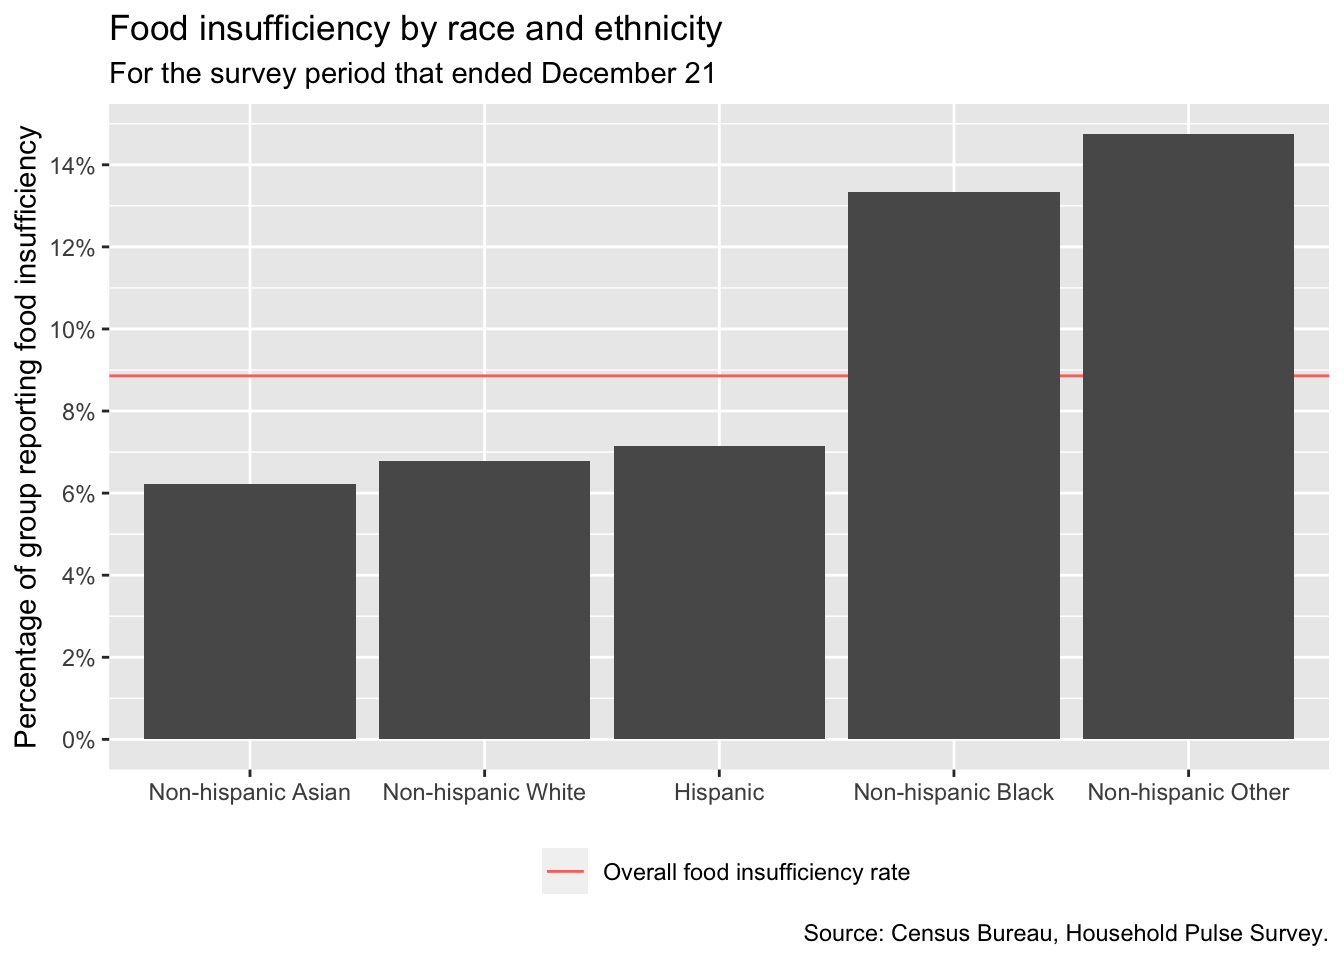 Food insufficiency by race and ethnicity
For the survey period that ended December 21
Percentage of group reporting food insufficiency
14%
12%
10%
8%
6%
4%
2%
0%
Non-hispanic Asian
Non-hispanic White
Hispanic
Non-hispanic Black
Non-hispanic Other
Overall food insufficiency rate
Source: Census Bureau, Household Pulse Survey.